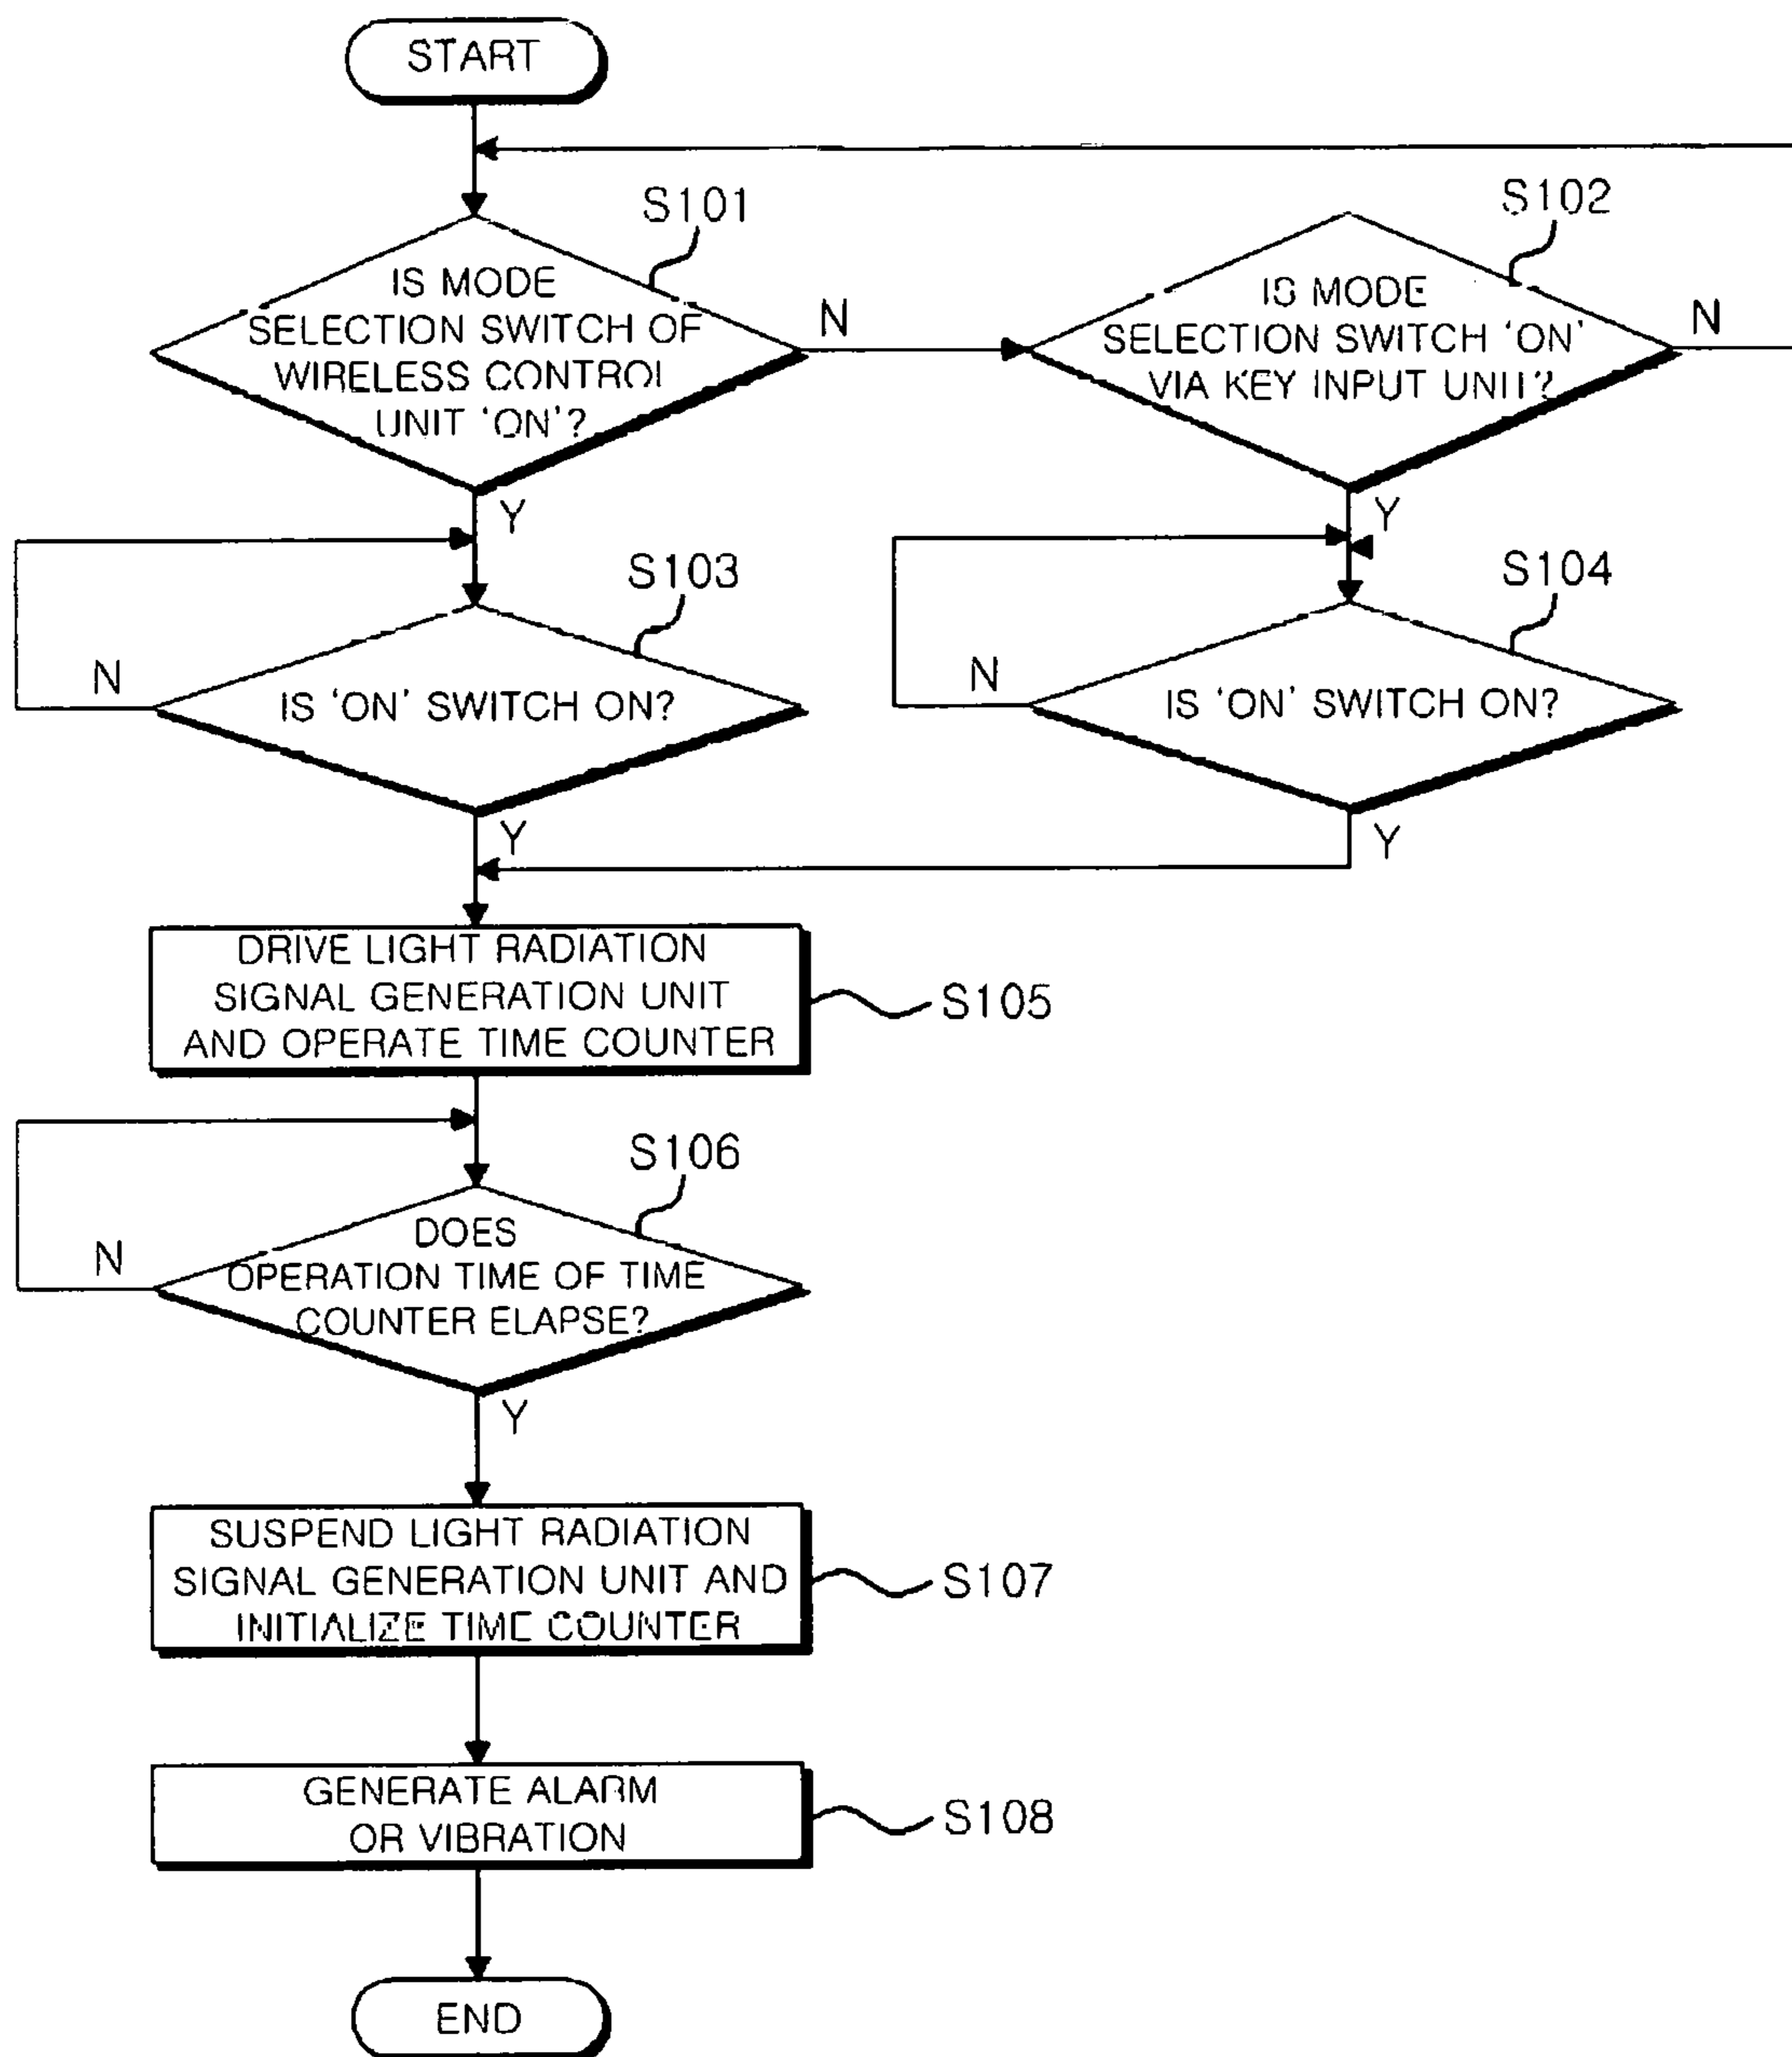 START
S101
IS MODE
SELECTION SWITCH OF
WIRELESS CONTROL
UNIT ‘ON’?
N
Y
S102
IS MODE
SELECTION SWITCH ‘ON’
VIA KEY INPUT UNIT?
N
Y
S103
IS ‘ON’ SWITCH ON?
N
Y
S104
IS ‘ON’ SWITCH ON?
N
Y
DRIVE LIGHT RADIATION
SIGNAL GENERATION UNIT
AND OPERATE TIME COUNTER
S105
S106
DOES
OPERATION TIME OF TIME
COUNTER ELAPSE?
N
Y
SUSPEND LIGHT RADIATION
SIGNAL GENERATION UNIT AND
INITIALIZE TIME COUNTER
S107
GENERATE ALARM
OR VIBRATION
S108
END